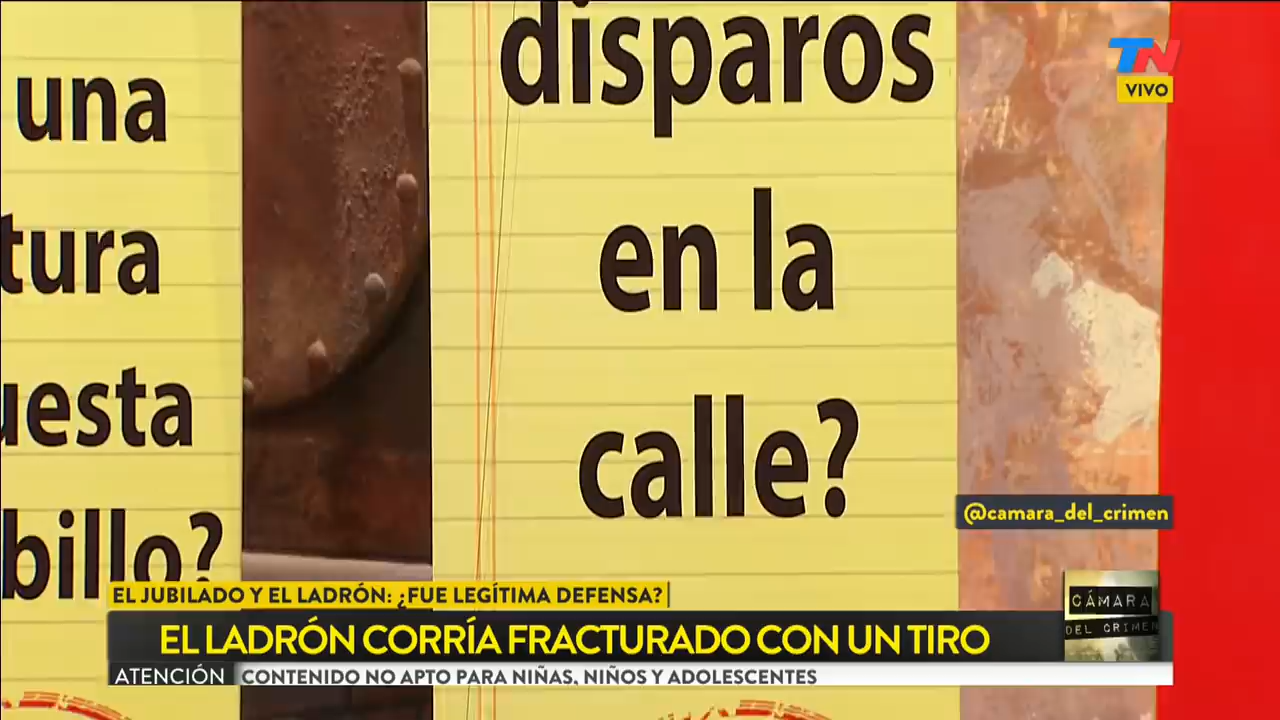 una
tura
uesta
billo?
disparos
en la
calle?
TN
VIVO
@camara_del_crimen
EL JUBILADO Y EL LADRÓN: ¿FUE LEGÍTIMA DEFENSA?
EL LADRÓN CORRÍA FRACTURADO CON UN TIRO
CÁMARA
DEL CRIMEN
ATENCIÓN CONTENIDO NO APTO PARA NIÑAS, NIÑOS Y ADOLESCENTES